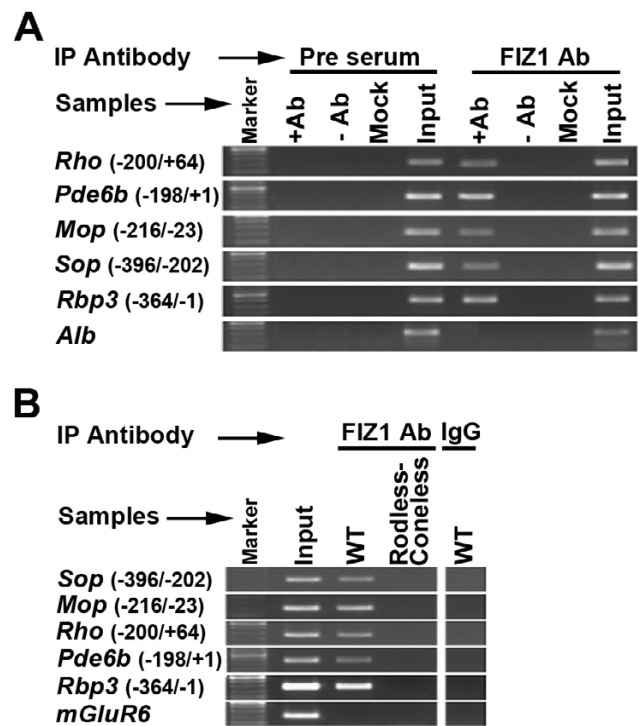 A
IP Antibody Pre serum FIZ1 Ab
Samples Marker +Ab - Ab Mock Input +Ab - Ab Mock Input
Rho (-200/+64)
Pde6b (-198/+1)
Mop (-216/-23)
Sop (-396/-202)
Rbp3 (-364/-1)
Alb
B
IP Antibody FIZ1 Ab IgG
Samples Marker Input WT Rodless-Coneless WT
Sop (-396/-202)
Mop (-216/-23)
Rho (-200/+64)
Pde6b (-198/+1)
Rbp3 (-364/-1)
mGluR6